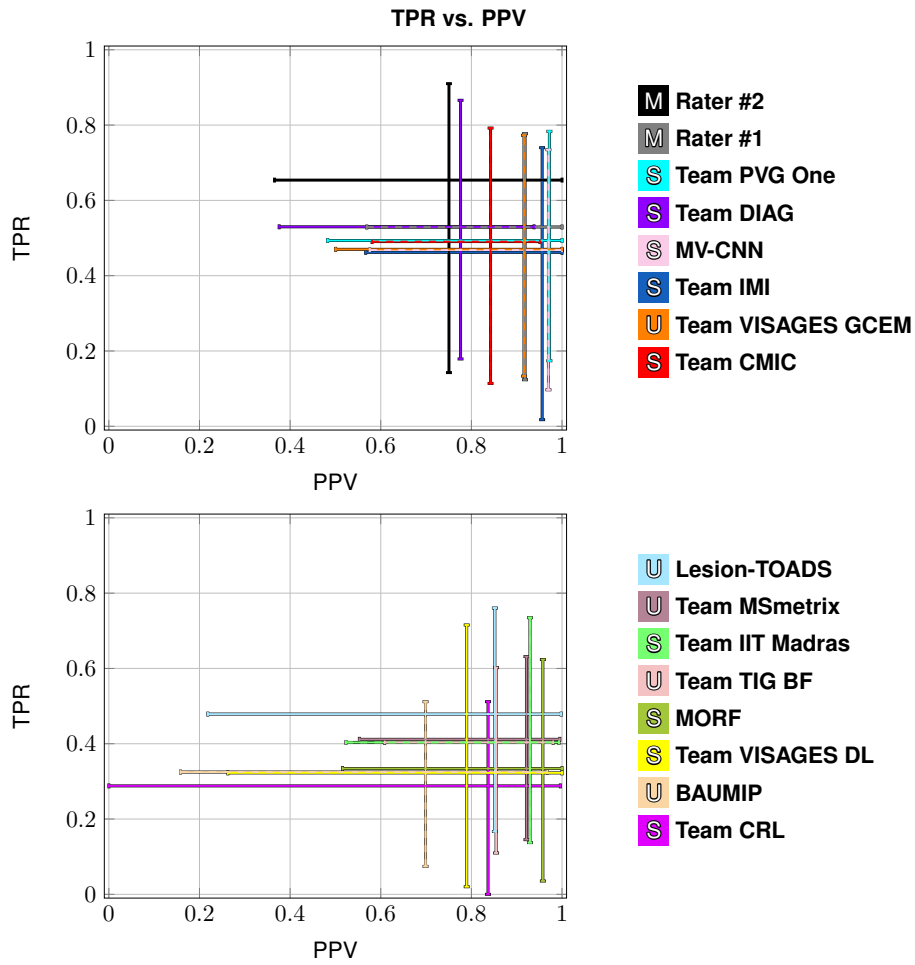 TPR vs. PPV
1
0.8
0.6
0.4
0.2
0
TPR
0 0.2 0.4 0.6 0.8 1
PPV
M Rater #2
M Rater #1
S Team PVG One
S Team DIAG
S MV-CNN
S Team IMI
U Team VISAGES GCEM
S Team CMIC
1
0.8
0.6
0.4
0.2
0
TPR
0 0.2 0.4 0.6 0.8 1
PPV
U Lesion-TOADS
U Team MSmetrix
S Team IIT Madras
U Team TIG BF
S MORF
S Team VISAGES DL
U BAUMIP
S Team CRL